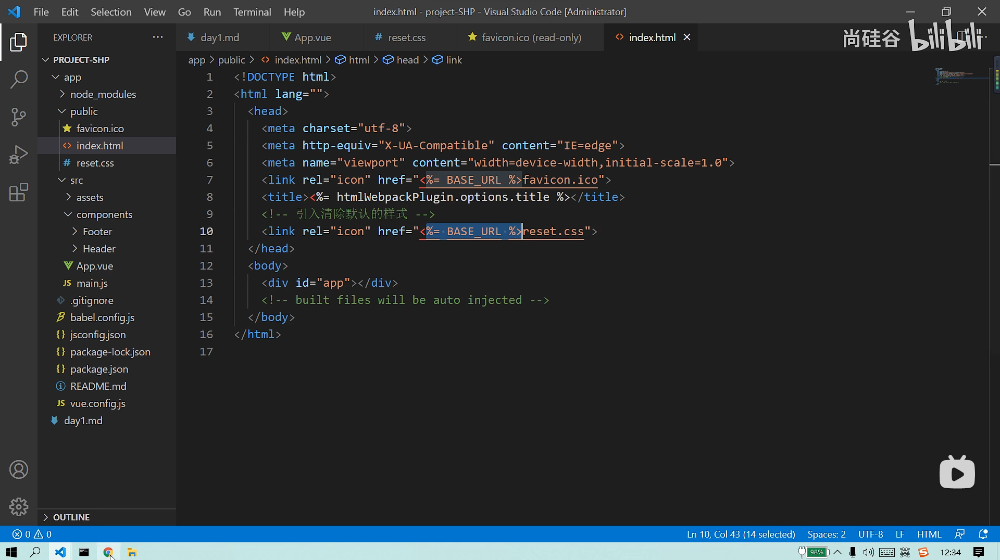 File Edit Selection View Go Run Terminal Help
index.html - project-SHP - Visual Studio Code [Administrator]
EXPLORER
day1.md
App.vue
# reset.css
favicon.ico (read-only)
<> index.html
尚硅谷 bilibili
PROJECT-SHP
app > public > <> index.html > html > head > link
app
node_modules
public
favicon.ico
<> index.html
# reset.css
src
assets
components
Footer
Header
App.vue
JS main.js
.gitignore
babel.config.js
{} jsconfig.json
{} package-lock.json
{} package.json
README.md
JS vue.config.js
day1.md
OUTLINE
1 <!DOCTYPE html>
2 <html lang="">
3 <head>
4 <meta charset="utf-8">
5 <meta http-equiv="X-UA-Compatible" content="IE=edge">
6 <meta name="viewport" content="width=device-width,initial-scale=1.0">
7 <link rel="icon" href="<%= BASE_URL %>favicon.ico">
8 <title><%= htmlWebpackPlugin.options.title %></title>
9 <!-- 引入清除默认的样式 -->
10 <link rel="icon" href="<%= BASE_URL %>reset.css">
11 </head>
12 <body>
13 <div id="app"></div>
14 <!-- built files will be auto injected -->
15 </body>
16 </html>
17
0 0
Ln 10, Col 43 (14 selected) Spaces: 2 UTF-8 LF HTML
98% 英 12:34